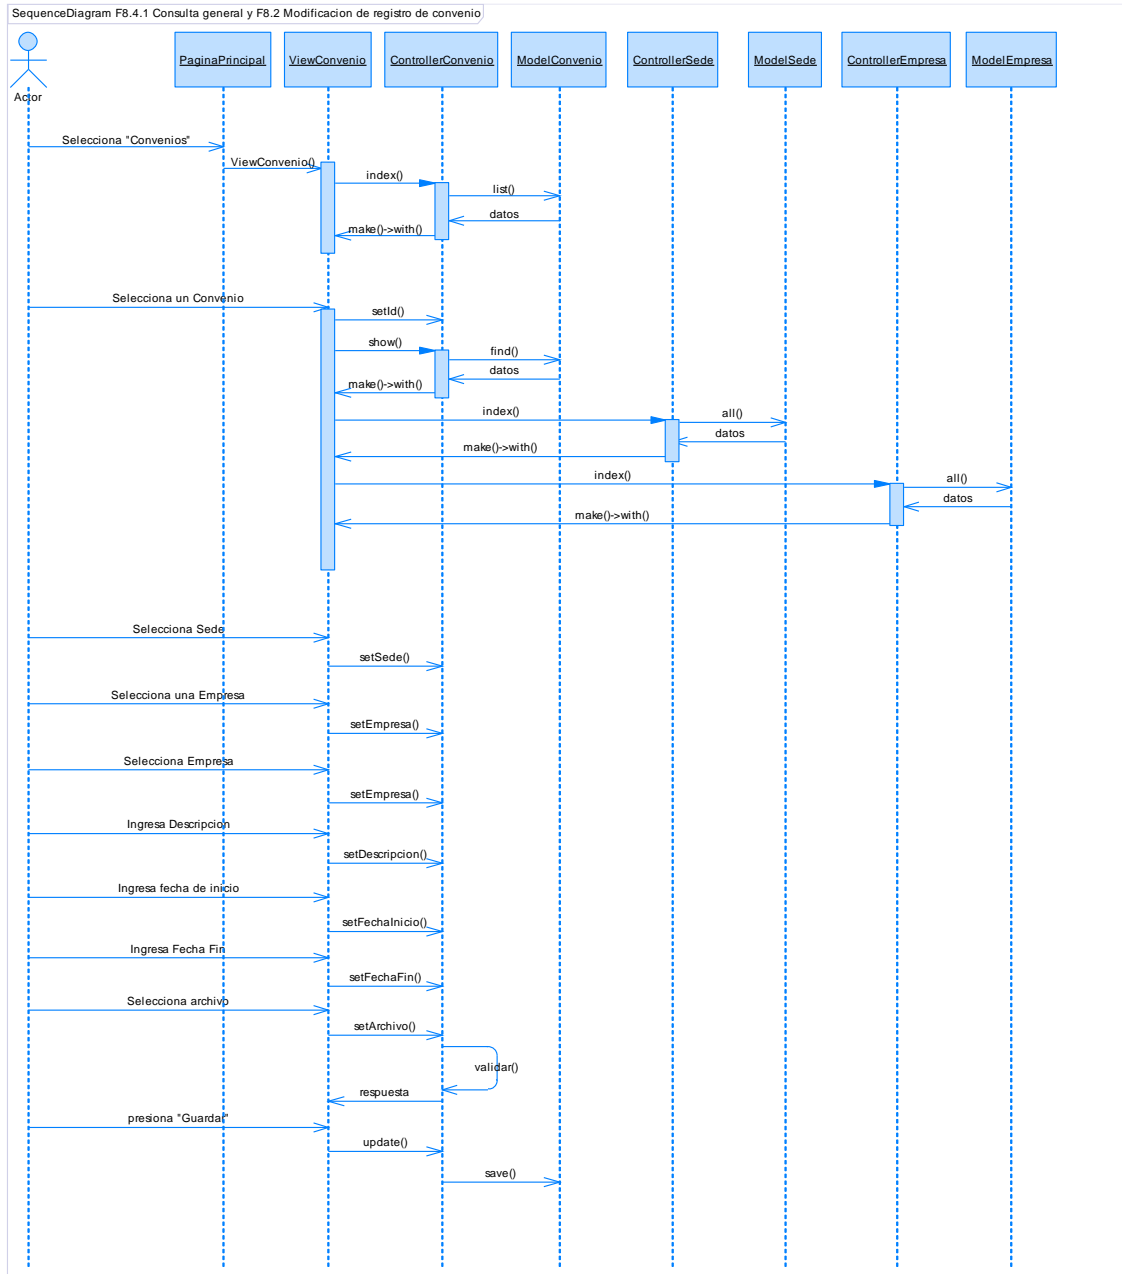 SequenceDiagram F8.4.1 Consulta general y F8.2 Modificacion de registro de convenio
Actor
PaginaPrincipal
ViewConvenio
ControllerConvenio
ModelConvenio
ControllerSede
ModelSede
ControllerEmpresa
ModelEmpresa
Selecciona "Convenios"
ViewConvenio()
index()
list()
datos
make()->with()
Selecciona un Convenio
setId()
show()
find()
datos
make()->with()
index()
all()
datos
make()->with()
index()
all()
datos
make()->with()
Selecciona Sede
setSede()
Selecciona una Empresa
setEmpresa()
Selecciona Empresa
setEmpresa()
Ingresa Descripcion
setDescripcion()
Ingresa fecha de inicio
setFechaInicio()
Ingresa Fecha Fin
setFechaFin()
Selecciona archivo
setArchivo()
validar()
respuesta
presiona "Guardar"
update()
save()